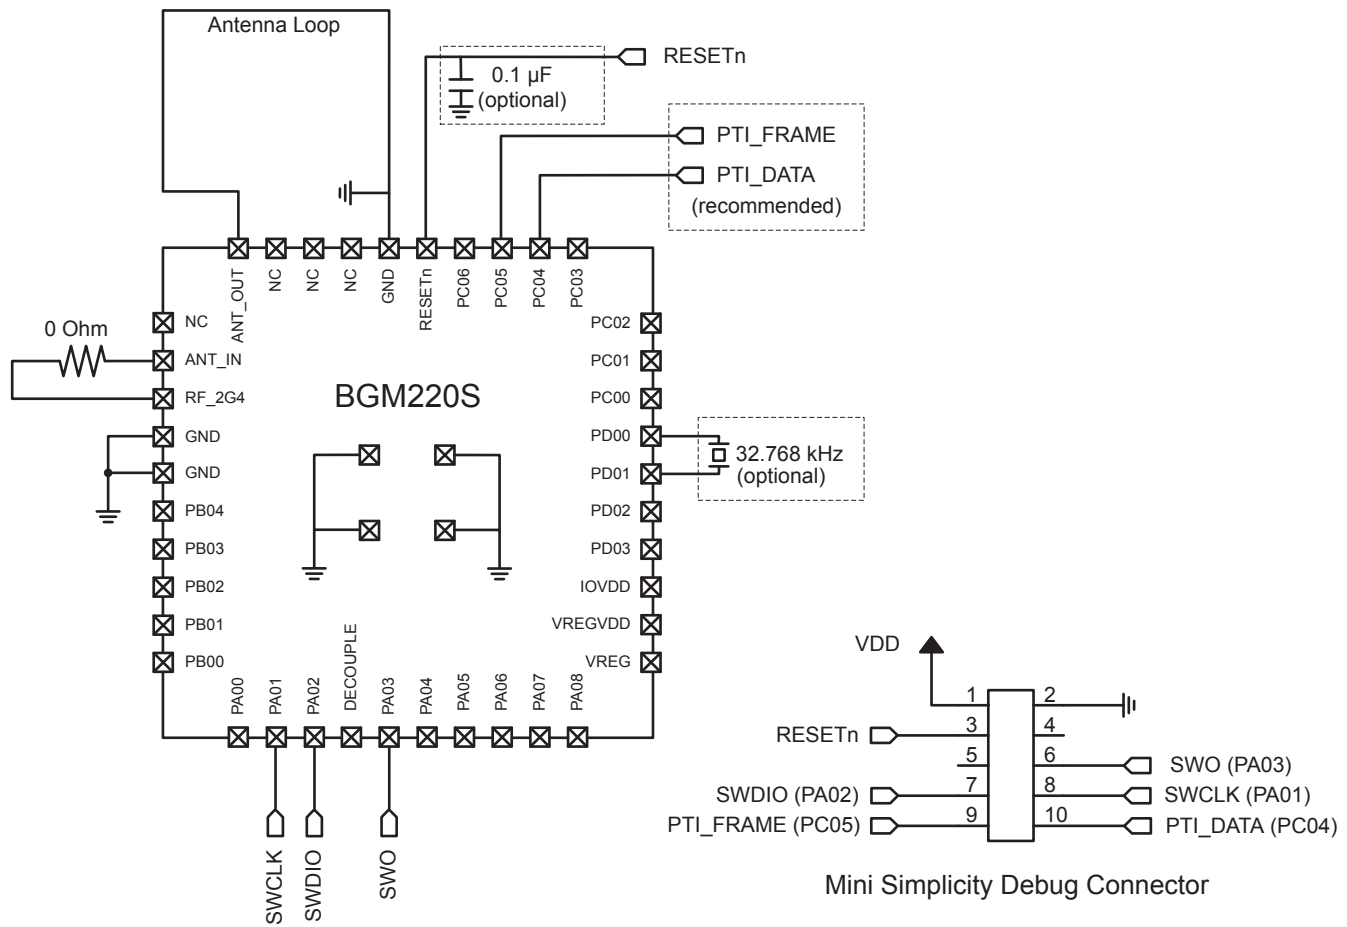 Antenna Loop
RESETn
0.1 µF
(optional)
PTI_FRAME
PTI_DATA
(recommended)
ANT_OUT
NC
NC
NC
GND
RESETn
PC06
PC05
PC04
PC03
0 Ohm
NC
ANT_IN
RF_2G4
GND
GND
PB04
PB03
PB02
PB01
PB00
BGM220S
PC02
PC01
PC00
PD00
PD01
PD02
PD03
IOVDD
VREGVDD
VREG
32.768 kHz
(optional)
PA00
PA01
PA02
DECOUPLE
PA03
PA04
PA05
PA06
PA07
PA08
SWCLK
SWDIO
SWO
VDD
1
2
RESETn
3
4
5
6
SWO (PA03)
SWDIO (PA02)
7
8
SWCLK (PA01)
PTI_FRAME (PC05)
9
10
PTI_DATA (PC04)
Mini Simplicity Debug Connector